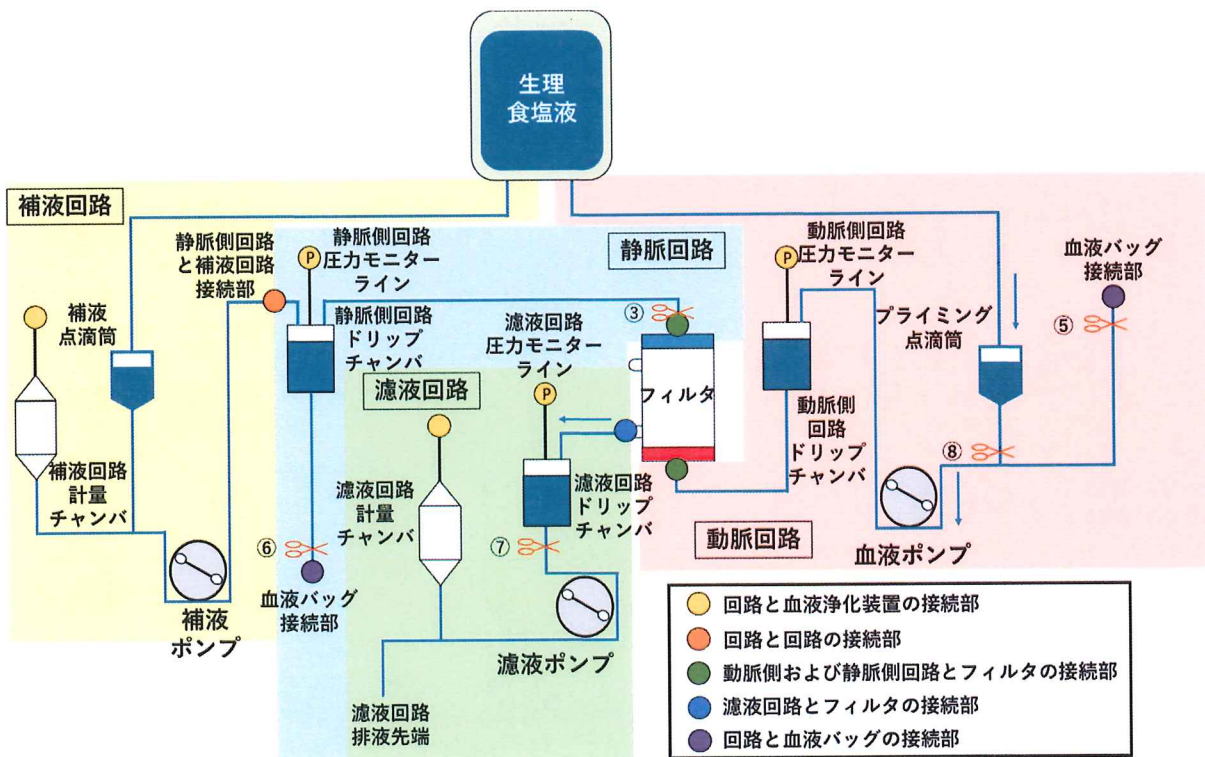 生理
食塩液
補液回路
静脈側回路
と補液回路
接続部
静脈側回路
圧力モニター
ライン
P
静脈回路
動脈側回路
圧力モニター
ライン
P
血液バッグ
接続部
⑤
補液
点滴筒
静脈側回路
ドリップ
チャンバ
③
濾液回路
圧力モニター
ライン
P
プライミング
点滴筒
フィルタ
濾液回路
動脈側
回路
ドリップ
チャンバ
⑧
補液回路
計量
チャンバ
濾液回路
計量
チャンバ
濾液回路
ドリップ
チャンバ
⑥
⑦
動脈回路
血液ポンプ
血液バッグ
接続部
補液
ポンプ
濾液ポンプ
濾液回路
排液先端
回路と血液浄化装置の接続部
回路と回路の接続部
動脈側および静脈側回路とフィルタの接続部
濾液回路とフィルタの接続部
回路と血液バッグの接続部